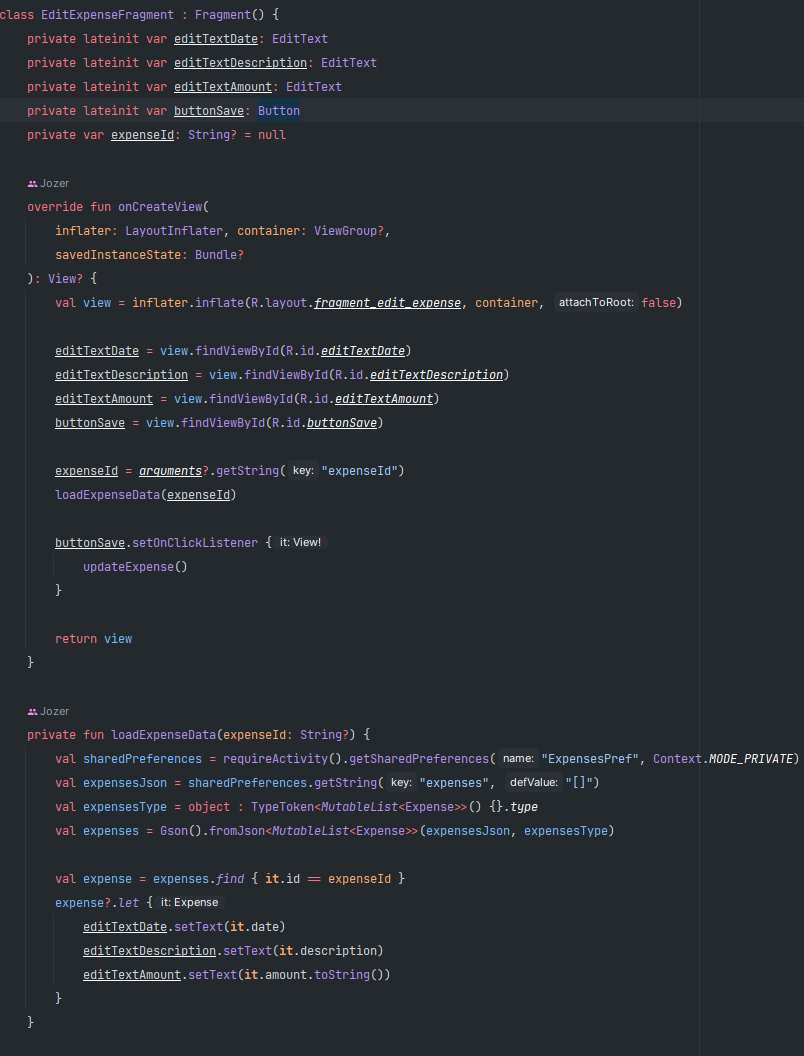 class EditExpenseFragment : Fragment() {
    private lateinit var editTextDate: EditText
    private lateinit var editTextDescription: EditText
    private lateinit var editTextAmount: EditText
    private lateinit var buttonSave: Button
    private var expenseId: String? = null
    Jozer
    override fun onCreateView(
        inflater: LayoutInflater, container: ViewGroup?,
        savedInstanceState: Bundle?
    ): View? {
        val view = inflater.inflate(R.layout.fragment_edit_expense, container, attachToRoot: false)
        editTextDate = view.findViewById(R.id.editTextDate)
        editTextDescription = view.findViewById(R.id.editTextDescription)
        editTextAmount = view.findViewById(R.id.editTextAmount)
        buttonSave = view.findViewById(R.id.buttonSave)
        expenseId = arguments?.getString( key: "expenseId")
        loadExpenseData(expenseId)
        buttonSave.setOnClickListener { it: View!
            updateExpense()
        }
        return view
    }
    Jozer
    private fun loadExpenseData(expenseId: String?) {
        val sharedPreferences = requireActivity().getSharedPreferences( name: "ExpensesPref", Context.MODE_PRIVATE)
        val expensesJson = sharedPreferences.getString( key: "expenses", defValue: "[]")
        val expensesType = object : TypeToken<MutableList<Expense>>() {}.type
        val expenses = Gson().fromJson<MutableList<Expense>>(expensesJson, expensesType)
        val expense = expenses.find { it.id == expenseId }
        expense?.let { it: Expense
            editTextDate.setText(it.date)
            editTextDescription.setText(it.description)
            editTextAmount.setText(it.amount.toString())
        }
    }